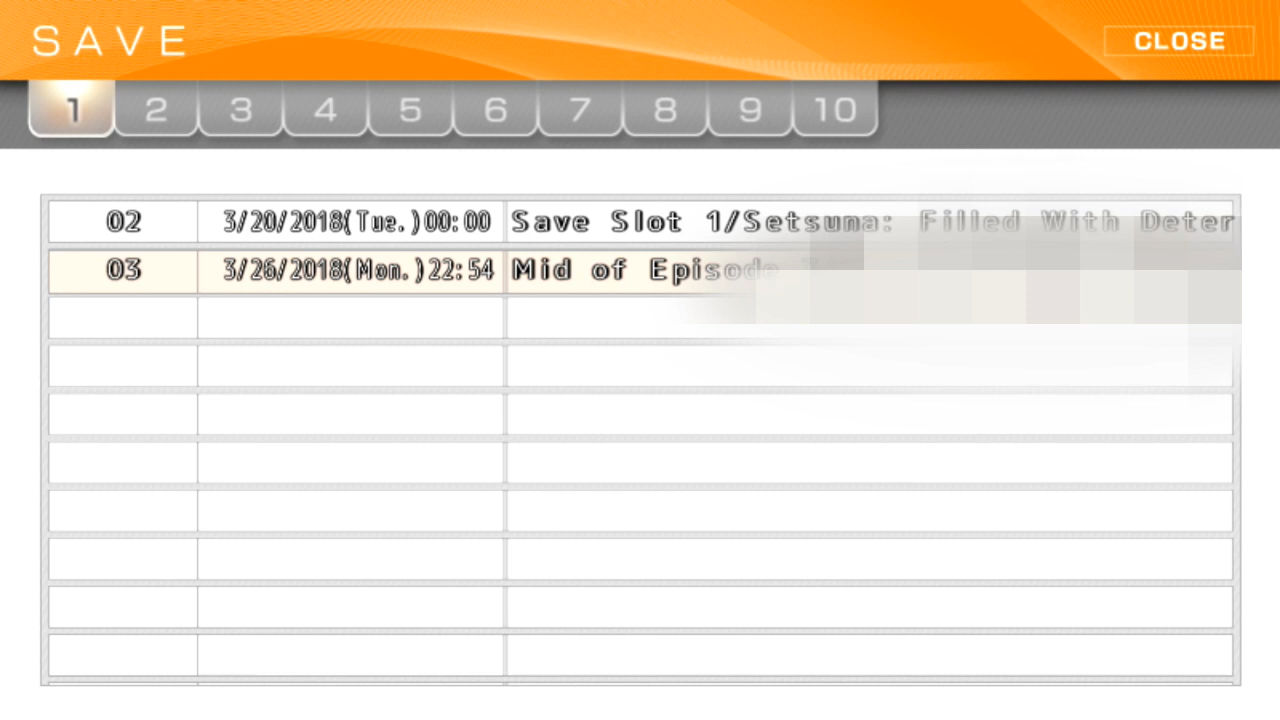 SAVE
CLOSE
1 2 3 4 5 6 7 8 9 10
02 3/20/2018(Tue.)00:00 Save Slot 1/Setsuna: Filled With Deter
03 3/26/2018(Mon.)22:54 Mid of Episode